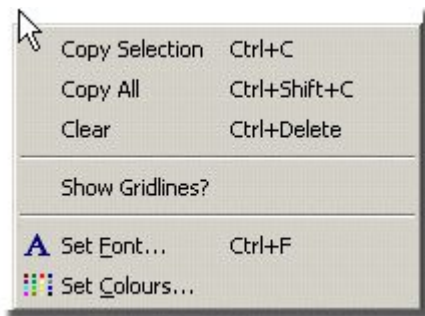 Copy Selection Ctrl+C
Copy All Ctrl+Shift+C
Clear Ctrl+Delete
Show Gridlines?
A Set Font... Ctrl+F
Set Colours...